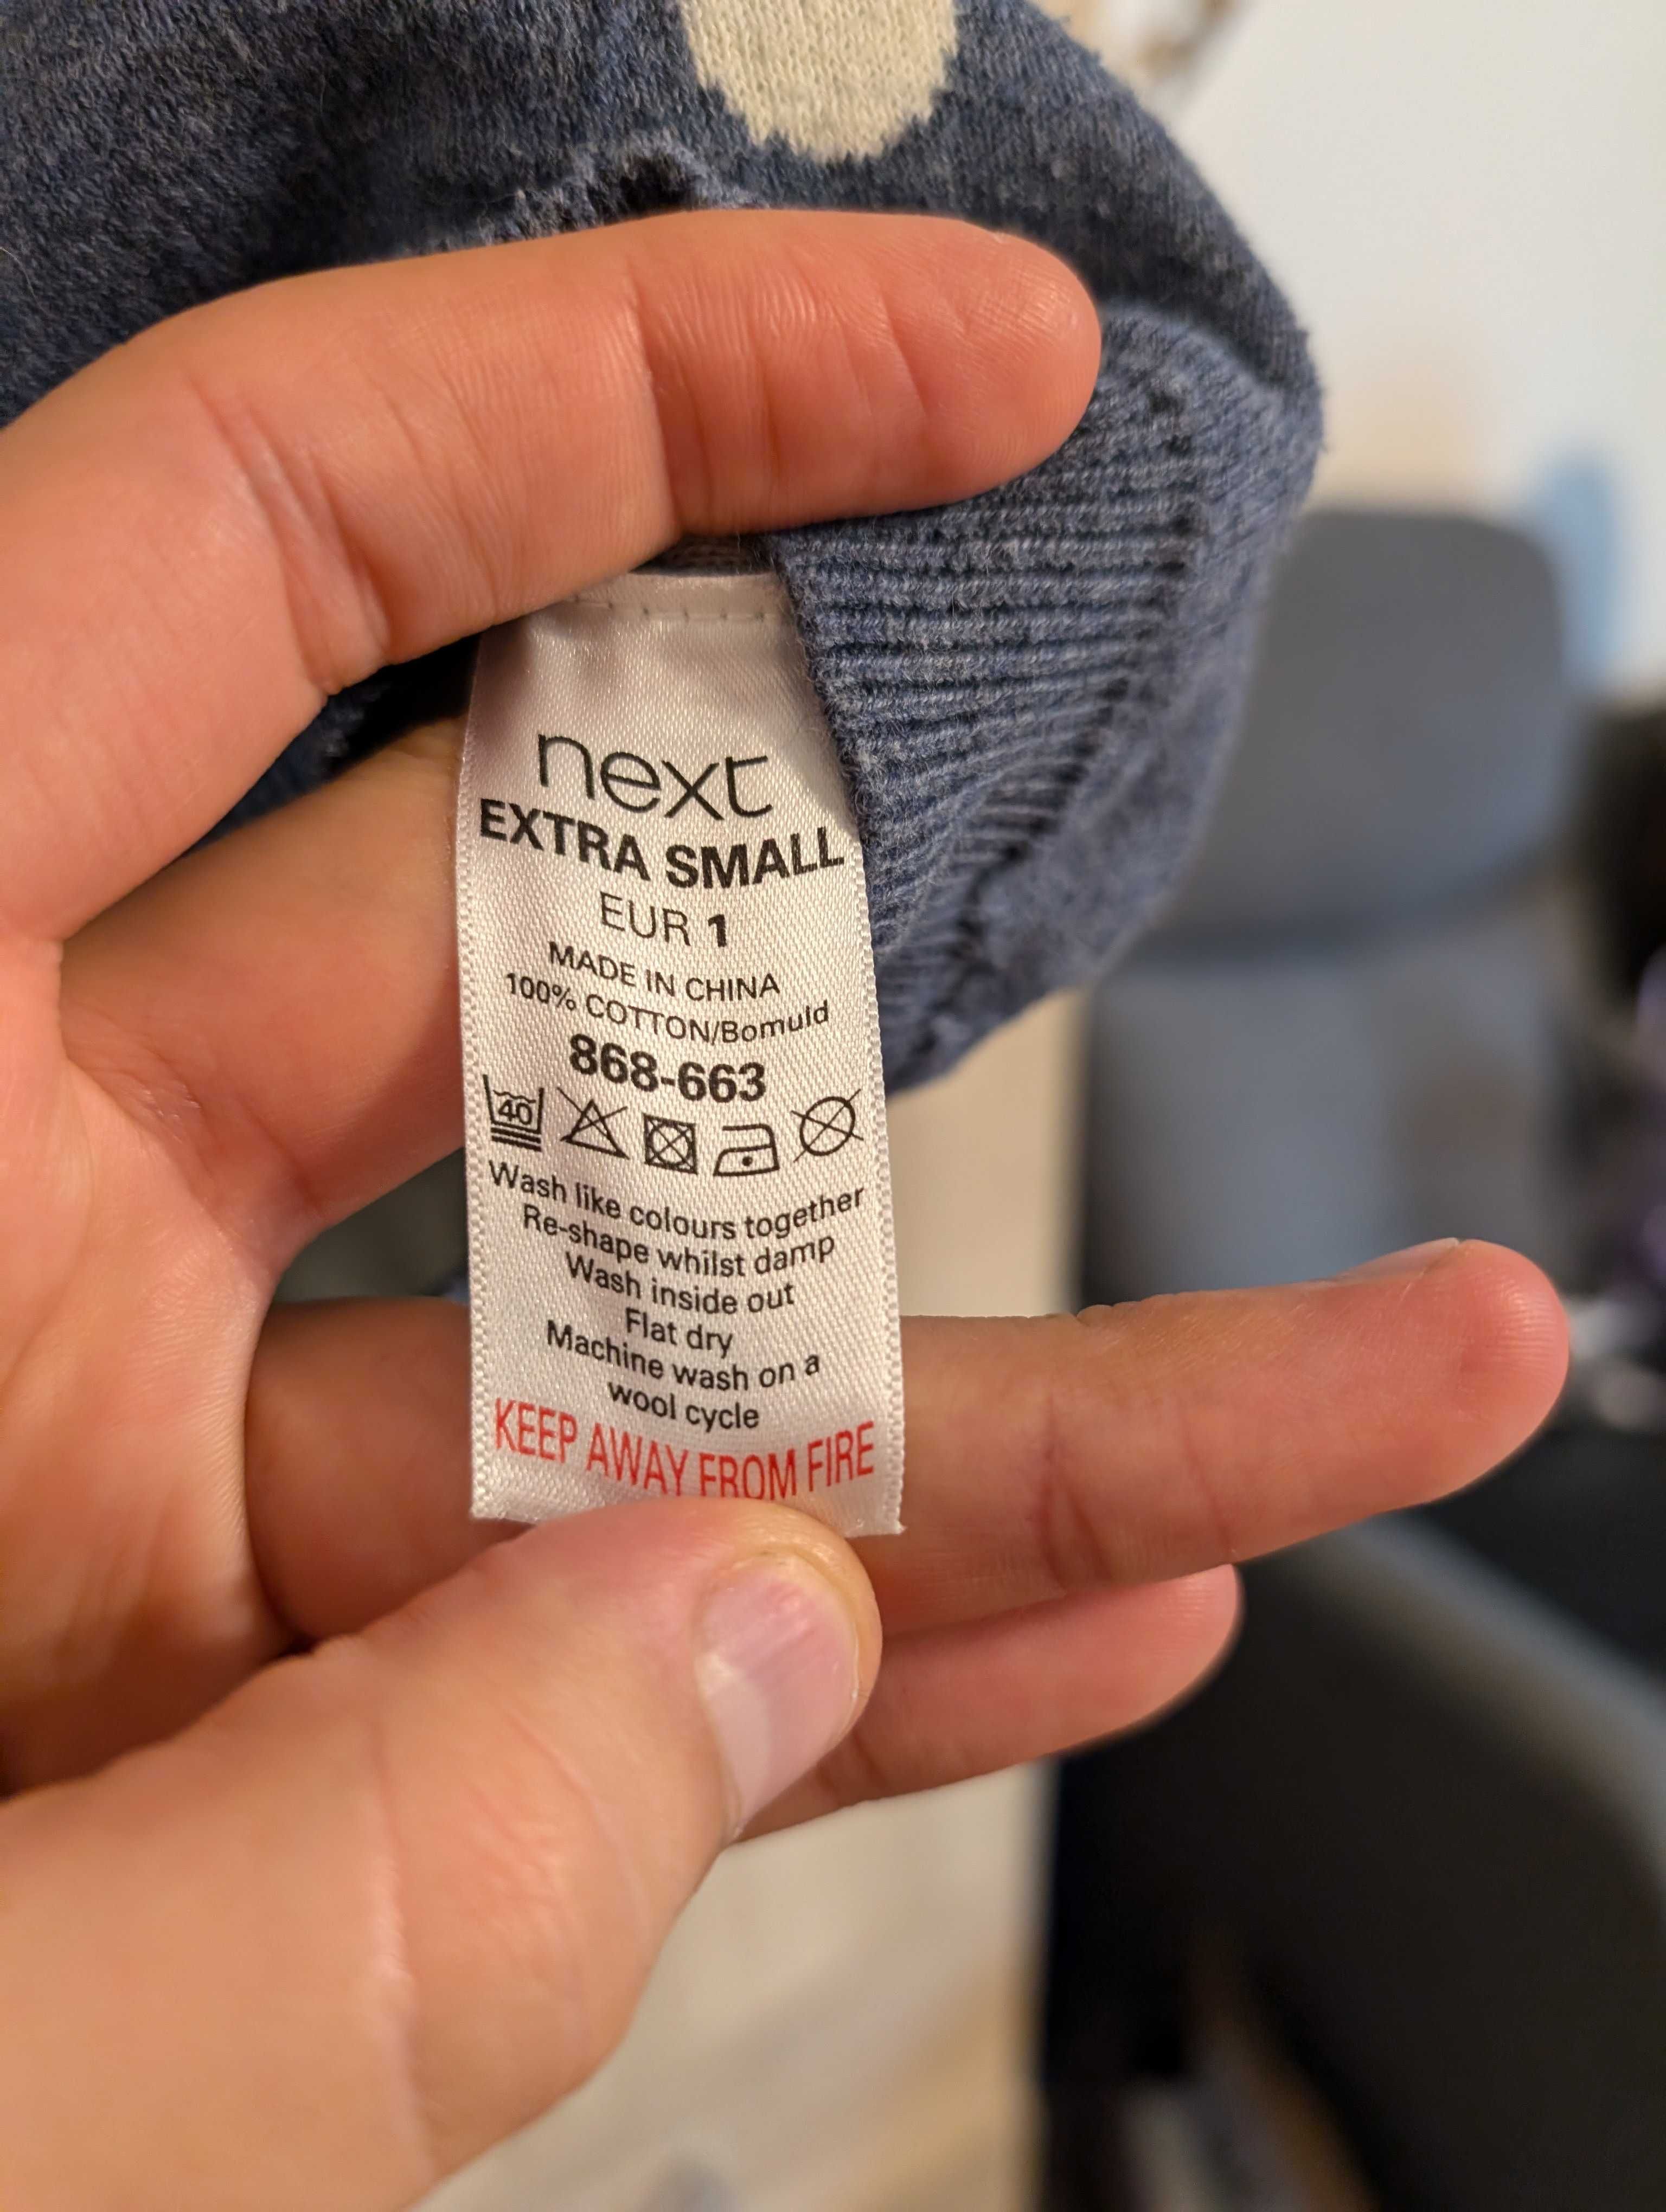 next
EXTRA SMALL
EUR 1
MADE IN CHINA
100% COTTON/Bomuld
868-663
40
Wash like colours together
Re-shape whilst damp
Wash inside out
Flat dry
Machine wash on a
wool cycle
KEEP AWAY FROM FIRE